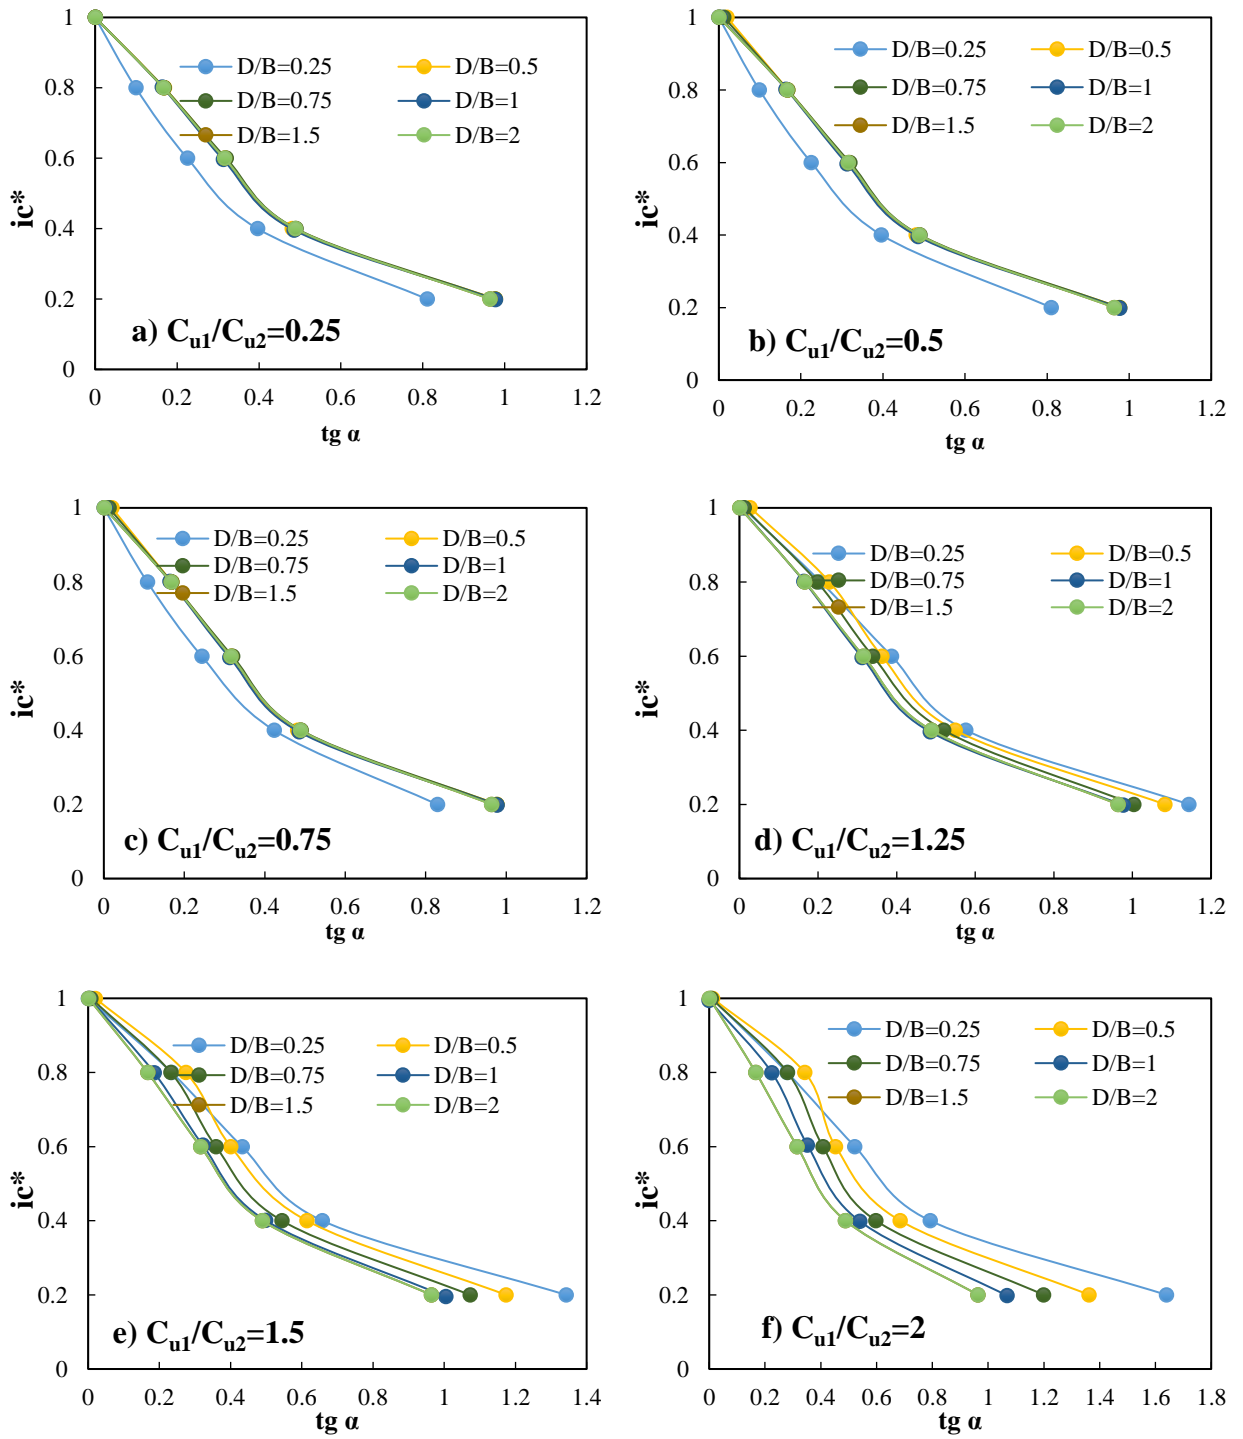 1
0.8
0.6
0.4
0.2
0
ic*
D/B=0.25 D/B=0.5
D/B=0.75 D/B=1
D/B=1.5 D/B=2
a) Cu1/Cu2=0.25
0 0.2 0.4 0.6 0.8 1 1.2
tg α
1
0.8
0.6
0.4
0.2
0
ic*
D/B=0.25 D/B=0.5
D/B=0.75 D/B=1
D/B=1.5 D/B=2
b) Cu1/Cu2=0.5
0 0.2 0.4 0.6 0.8 1 1.2
tg α
1
0.8
0.6
0.4
0.2
0
ic*
D/B=0.25 D/B=0.5
D/B=0.75 D/B=1
D/B=1.5 D/B=2
c) Cu1/Cu2=0.75
0 0.2 0.4 0.6 0.8 1 1.2
tg α
1
0.8
0.6
0.4
0.2
0
ic*
D/B=0.25 D/B=0.5
D/B=0.75 D/B=1
D/B=1.5 D/B=2
d) Cu1/Cu2=1.25
0 0.2 0.4 0.6 0.8 1 1.2
tg α
1
0.8
0.6
0.4
0.2
0
ic*
D/B=0.25 D/B=0.5
D/B=0.75 D/B=1
D/B=1.5 D/B=2
e) Cu1/Cu2=1.5
0 0.2 0.4 0.6 0.8 1 1.2 1.4
tg α
1
0.8
0.6
0.4
0.2
0
ic*
D/B=0.25 D/B=0.5
D/B=0.75 D/B=1
D/B=1.5 D/B=2
f) Cu1/Cu2=2
0 0.2 0.4 0.6 0.8 1 1.2 1.4 1.6 1.8
tg α